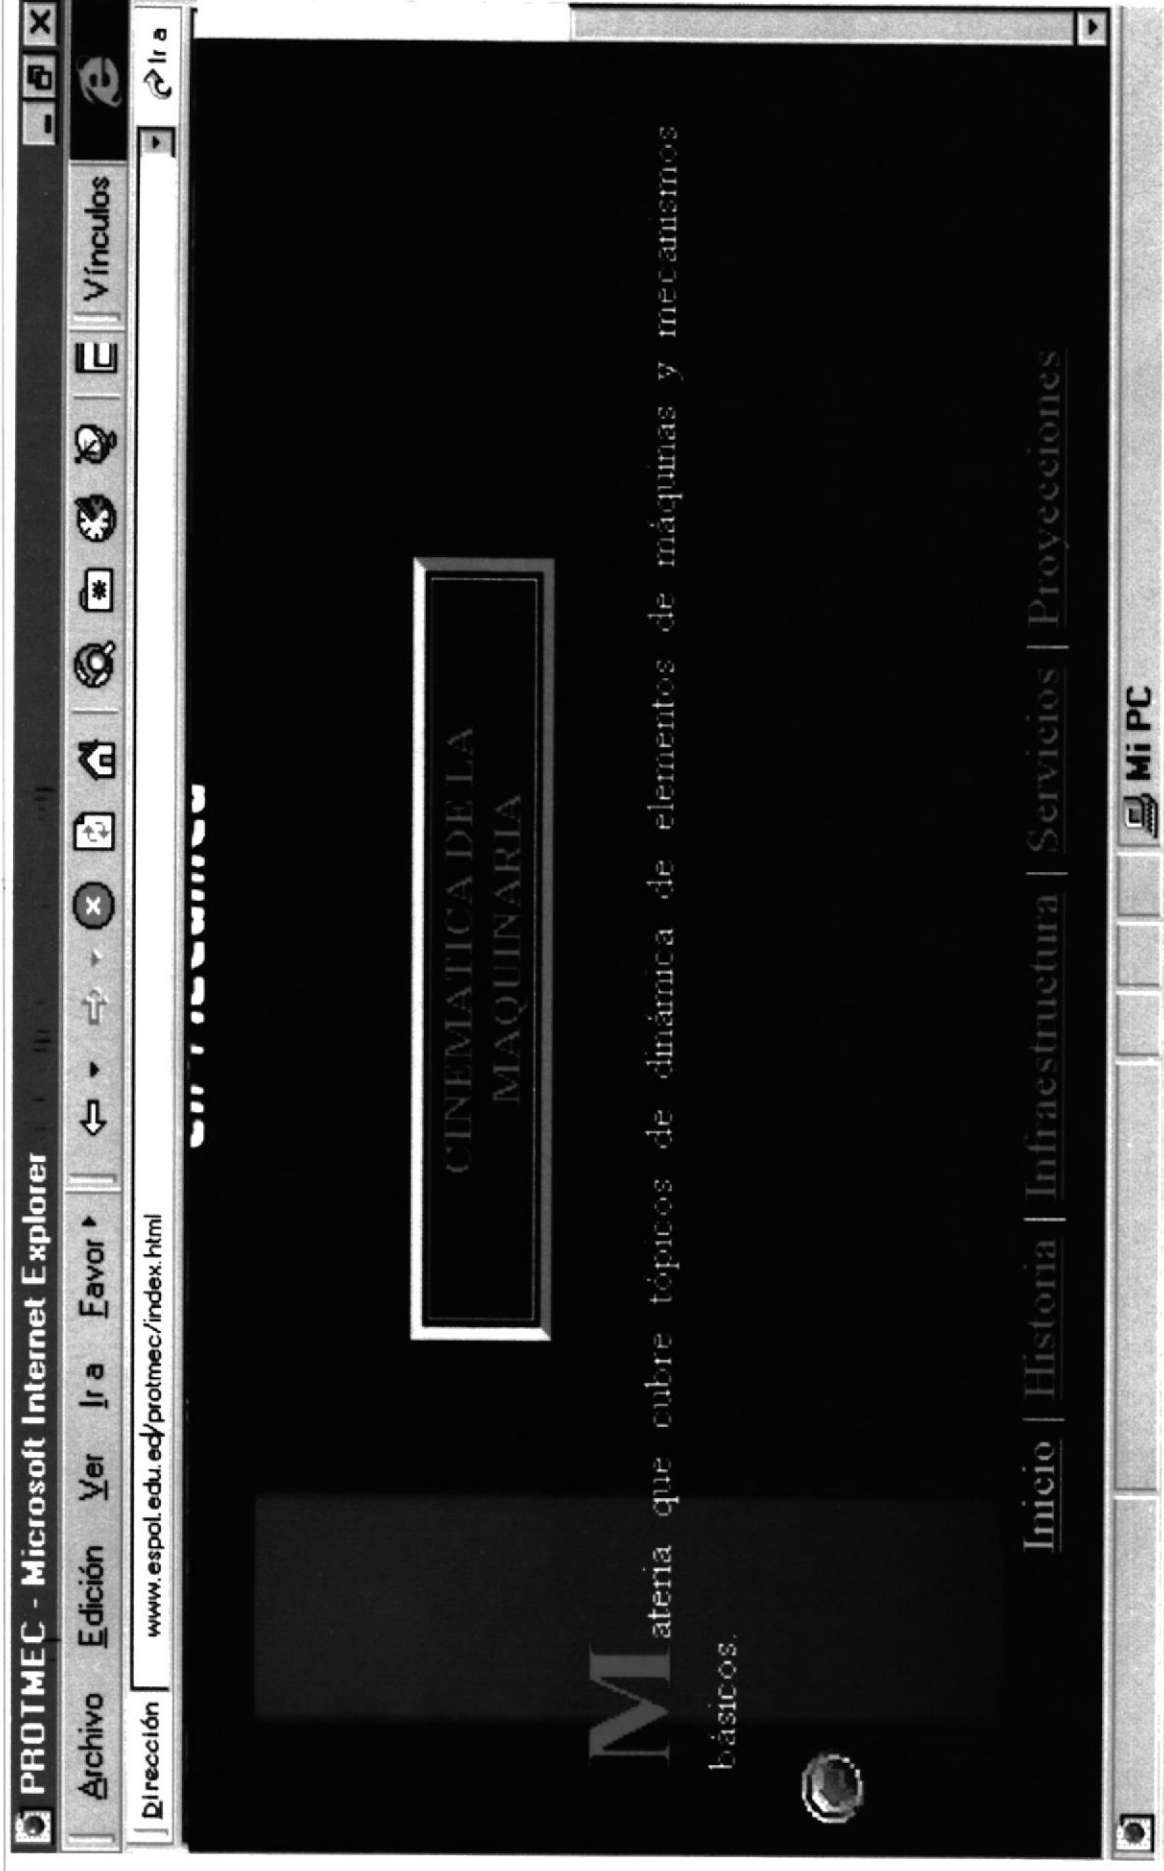 PROTMEC - Microsoft Internet Explorer
Archivo Edición Ver Ir a Favor Vínculos
Dirección www.espol.edu.ed/protmec/index.html Ir a
CINEMATICA DE LA
MAQUINARIA
Materia que cubre tópicos de dinámica de elementos de máquinas y mecanismos
básicos.
Inicio | Historia | Infraestructura | Servicios | Proyecciones
Mi PC